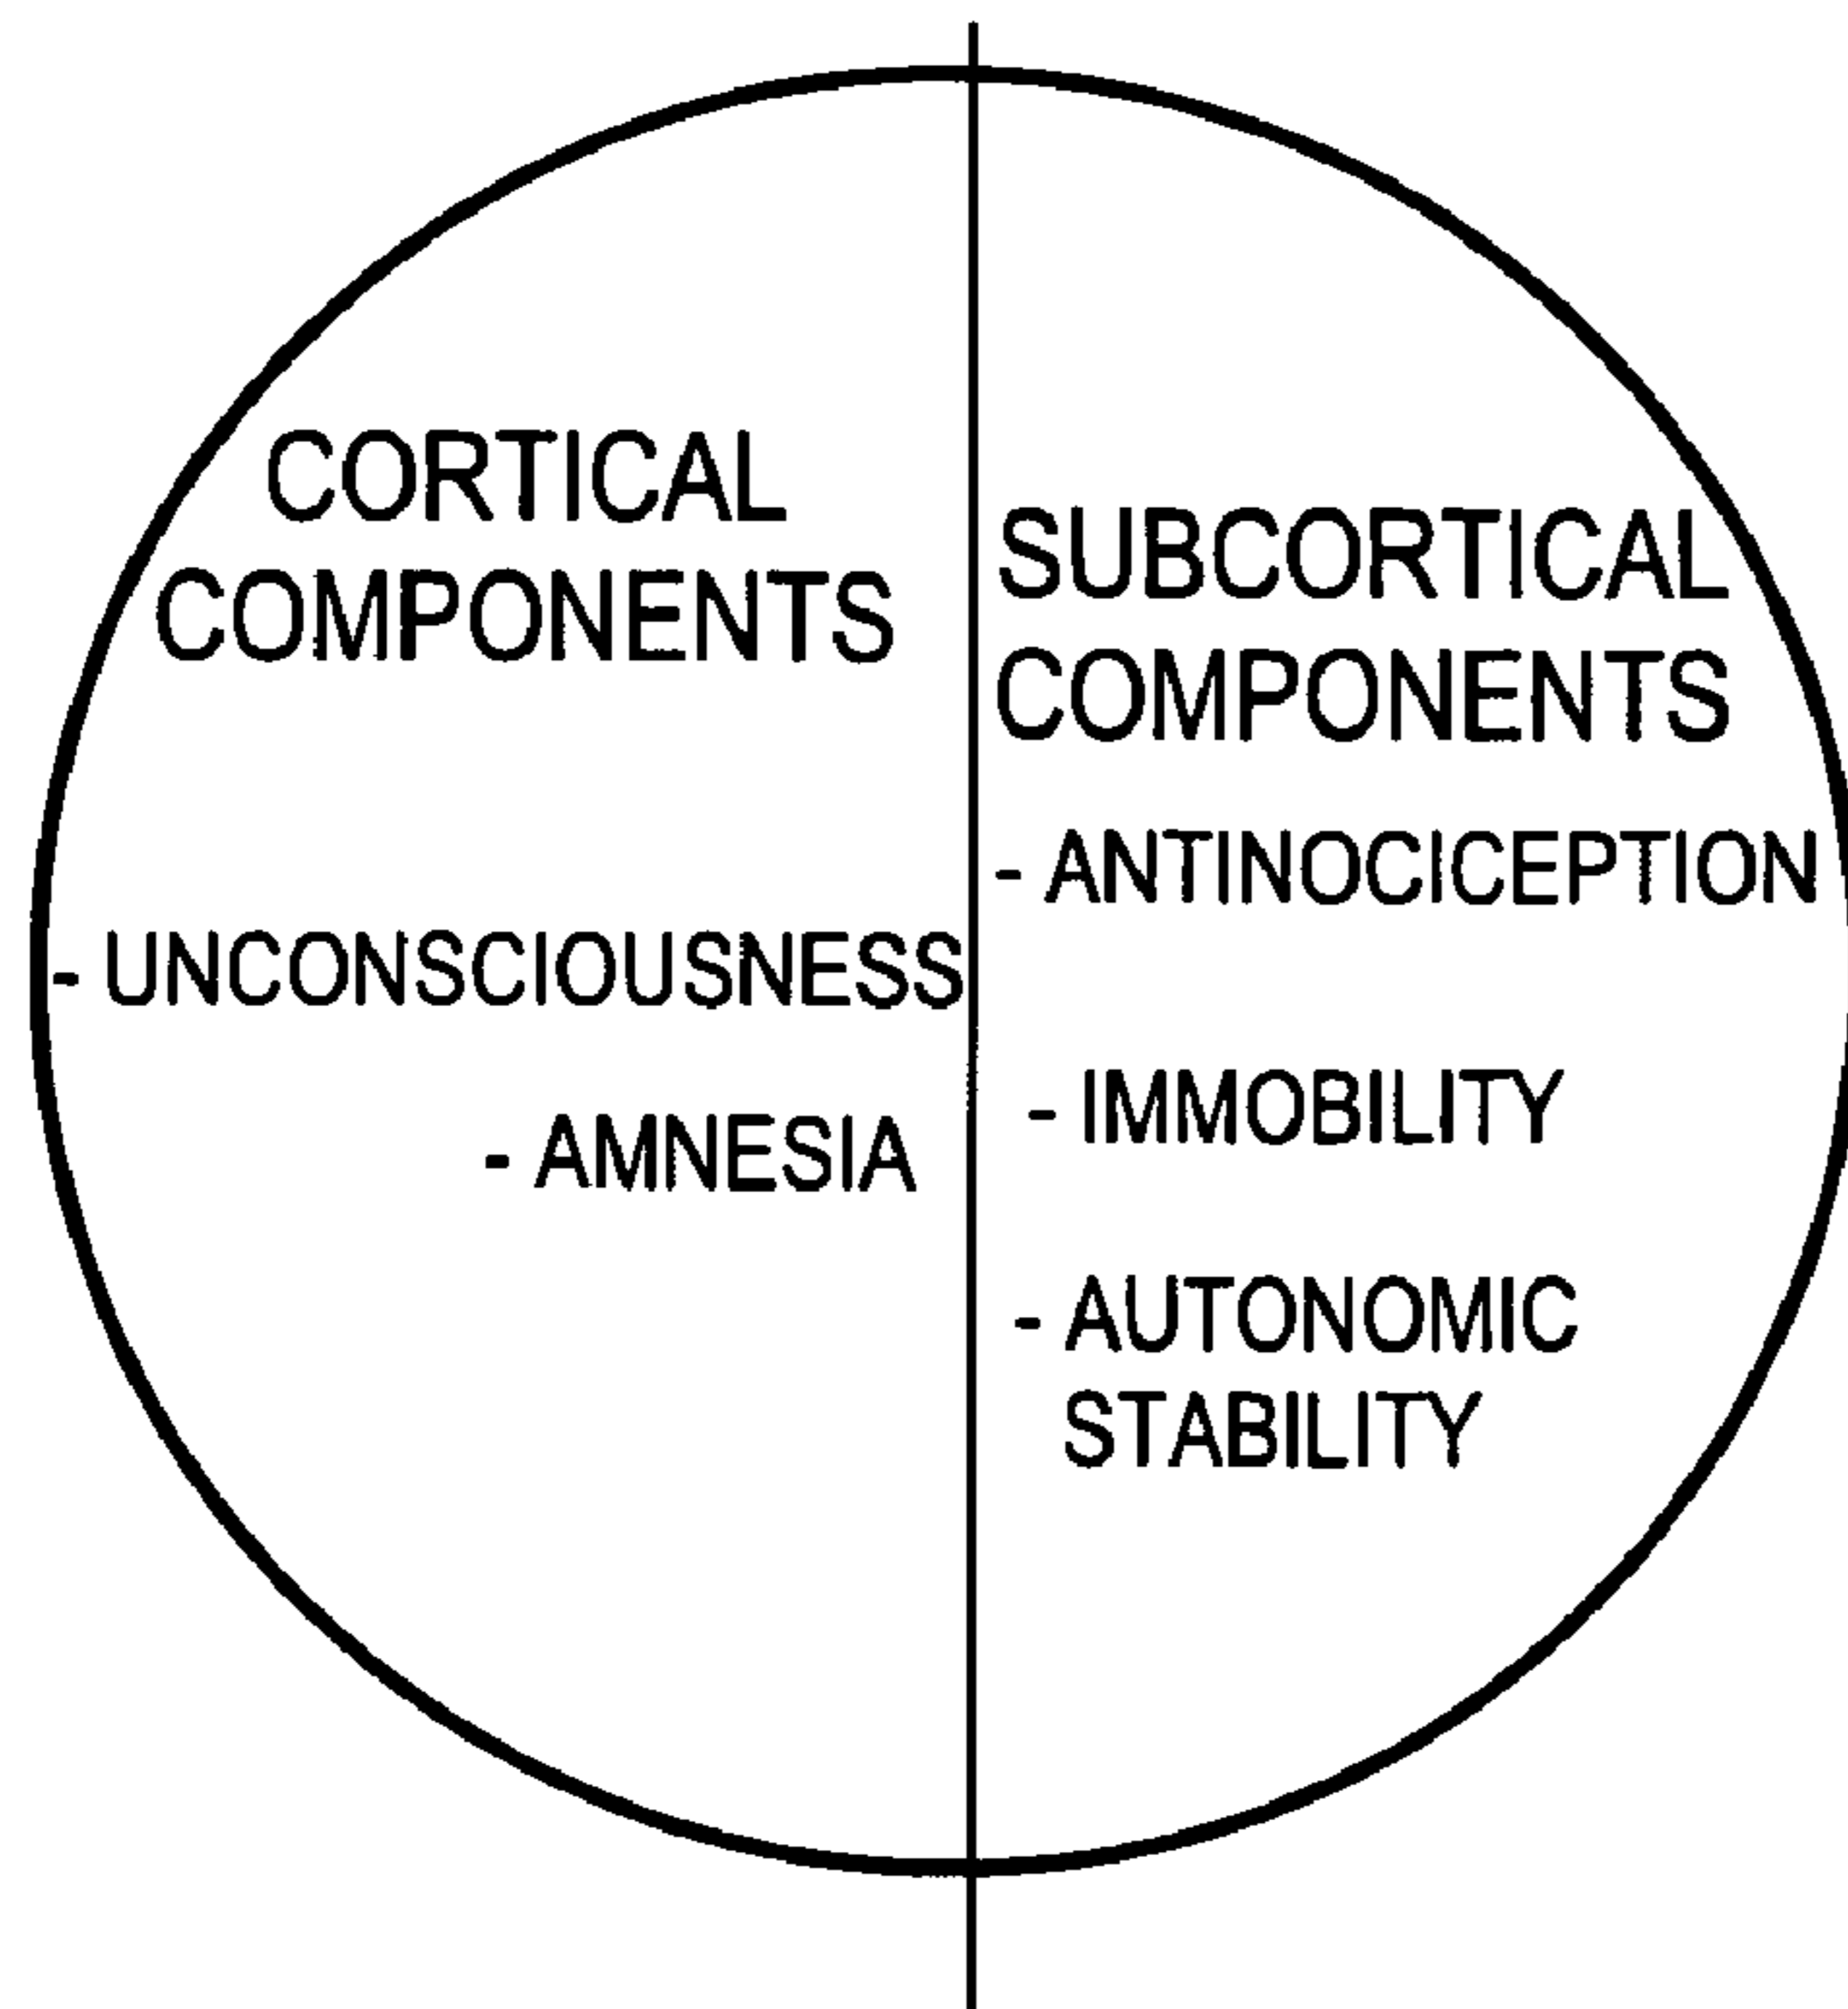 CORTICAL
COMPONENTS
- UNCONSCIOUSNESS
- AMNESIA
SUBCORTICAL
COMPONENTS
- ANTINOCICEPTION
- IMMOBILITY
- AUTONOMIC
STABILITY